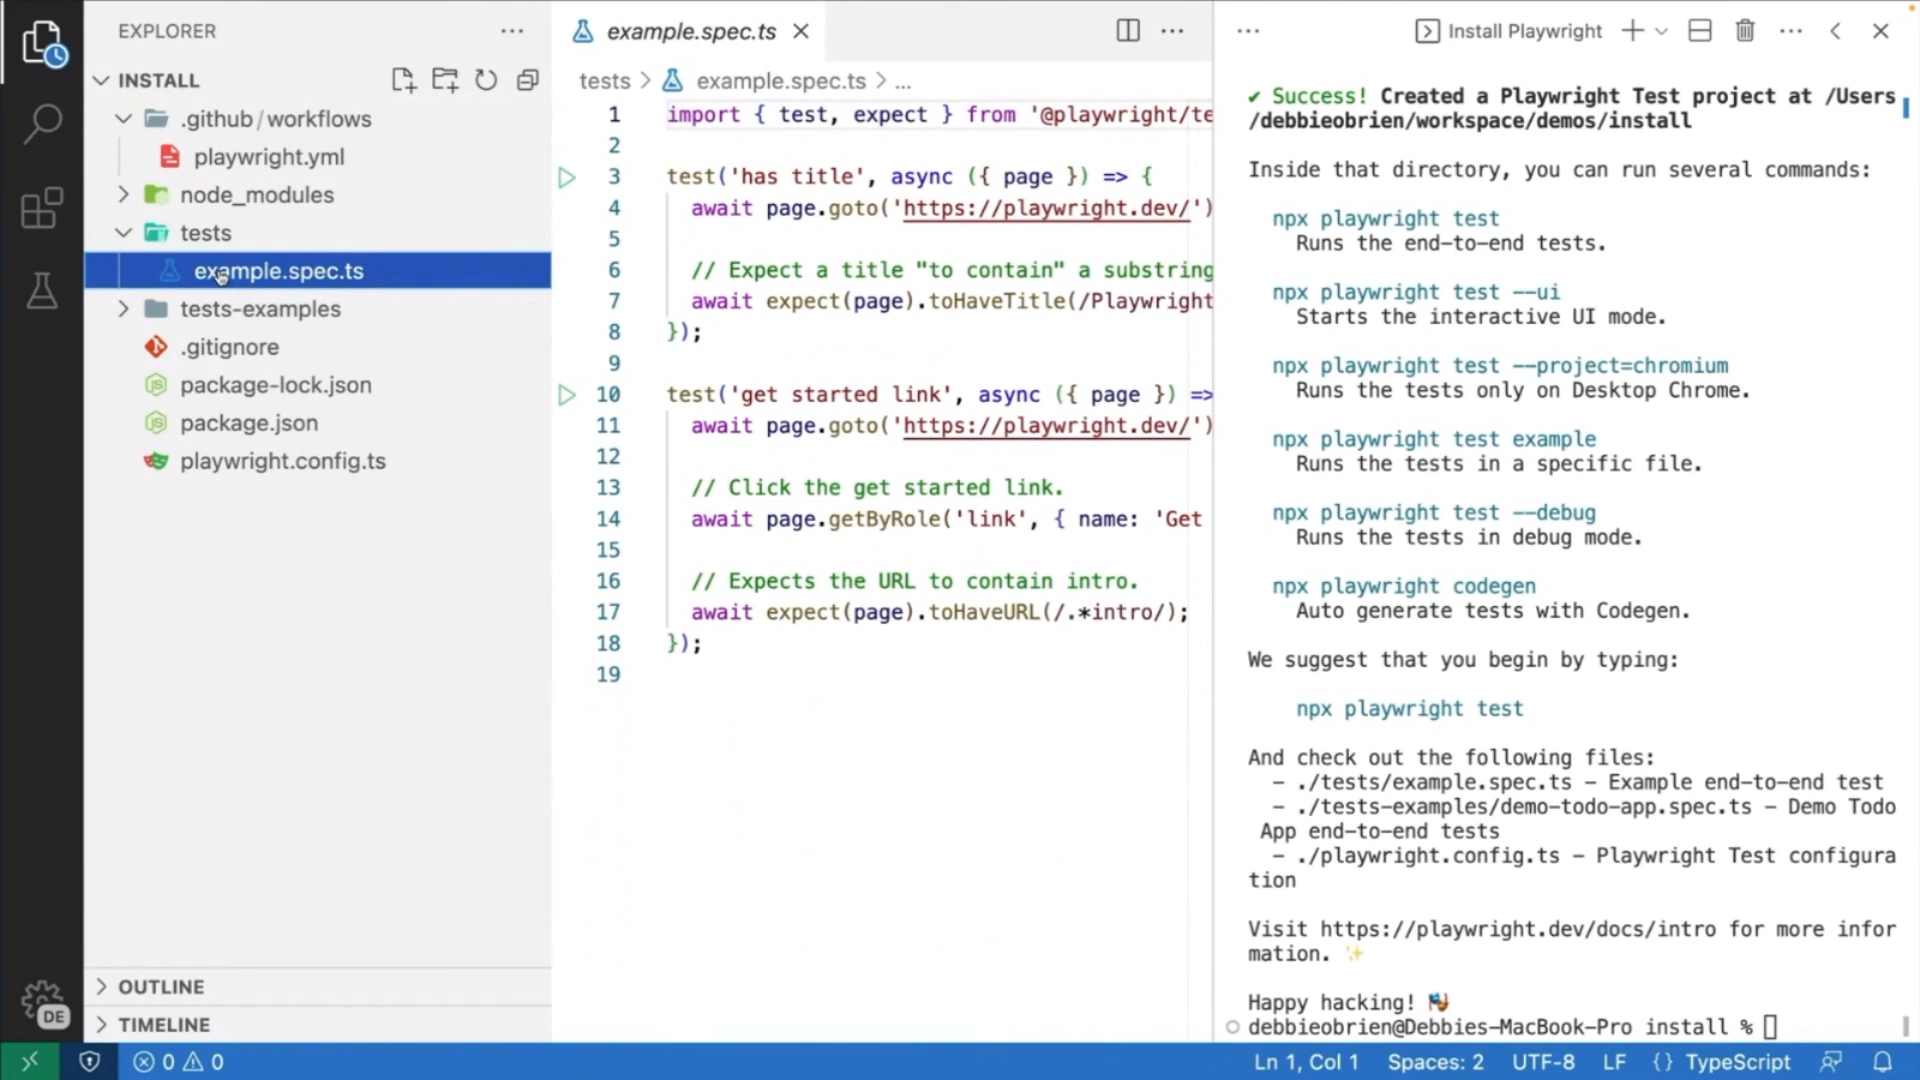 EXPLORER
INSTALL
.github/workflows
playwright.yml
node_modules
tests
example.spec.ts
tests-examples
.gitignore
package-lock.json
package.json
playwright.config.ts
OUTLINE
TIMELINE
DE
example.spec.ts
tests > example.spec.ts > ...
1 import { test, expect } from '@playwright/te
2
3 test('has title', async ({ page }) => {
4 await page.goto('https://playwright.dev/')
5
6 // Expect a title "to contain" a substring
7 await expect(page).toHaveTitle(/Playwright
8 });
9
10 test('get started link', async ({ page }) =>
11 await page.goto('https://playwright.dev/')
12
13 // Click the get started link.
14 await page.getByRole('link', { name: 'Get
15
16 // Expects the URL to contain intro.
17 await expect(page).toHaveURL(/.*intro/);
18 });
19
Install Playwright
✔ Success! Created a Playwright Test project at /Users
/debbieobrien/workspace/demos/install
Inside that directory, you can run several commands:
npx playwright test
Runs the end-to-end tests.
npx playwright test --ui
Starts the interactive UI mode.
npx playwright test --project=chromium
Runs the tests only on Desktop Chrome.
npx playwright test example
Runs the tests in a specific file.
npx playwright test --debug
Runs the tests in debug mode.
npx playwright codegen
Auto generate tests with Codegen.
We suggest that you begin by typing:
npx playwright test
And check out the following files:
- ./tests/example.spec.ts - Example end-to-end test
- ./tests-examples/demo-todo-app.spec.ts - Demo Todo
App end-to-end tests
- ./playwright.config.ts - Playwright Test configura
tion
Visit https://playwright.dev/docs/intro for more infor
mation. ✨
Happy hacking! 🎭
debbieobrien@Debbies-MacBook-Pro install %
0 0
Ln 1, Col 1 Spaces: 2 UTF-8 LF {} TypeScript